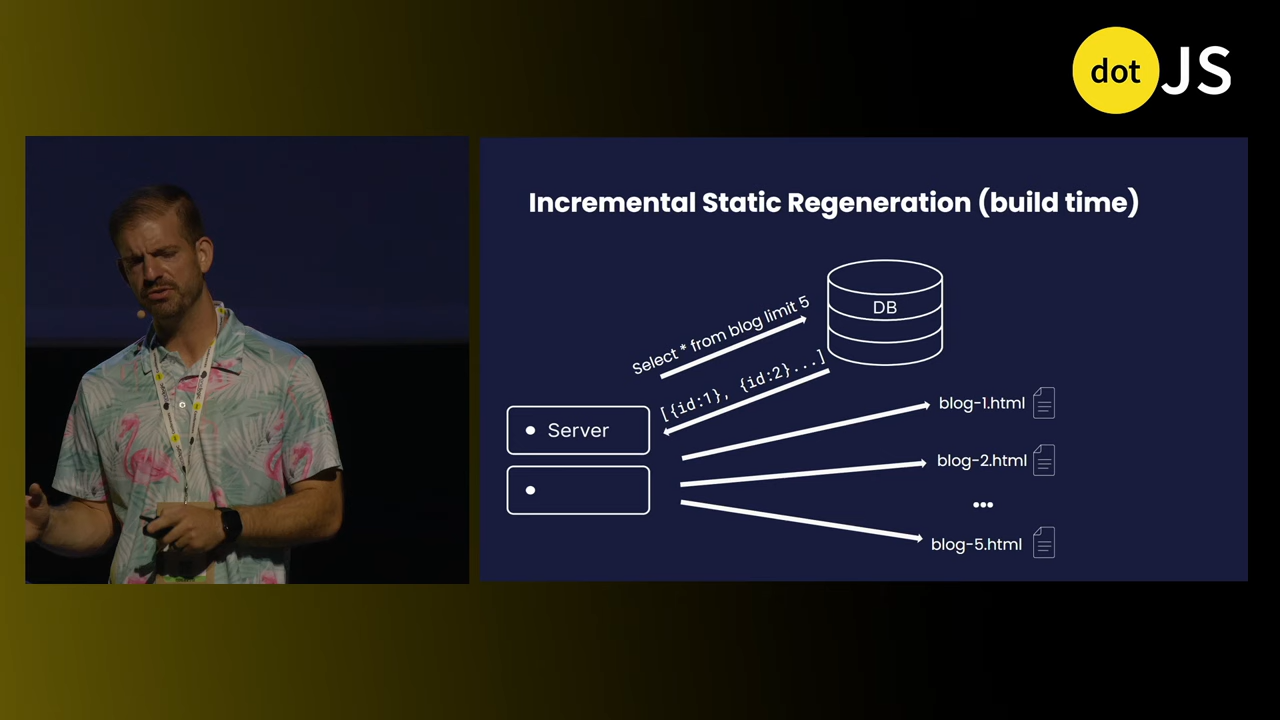 dot JS
Incremental Static Regeneration (build time)
DB
Select * from blog limit 5
[{id:1}, {id:2}...]
Server
blog-1.html
blog-2.html
•••
blog-5.html